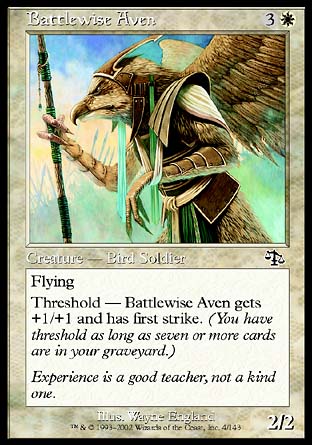 Battlewise Aven 3
Creature — Bird Soldier
Flying
Threshold — Battlewise Aven gets
+1/+1 and has first strike. (You have
threshold as long as seven or more cards
are in your graveyard.)
Experience is a good teacher, not a kind
one.
Illus. Wayne England
2/2
™ & © 1993–2002 Wizards of the Coast, Inc. 4/143